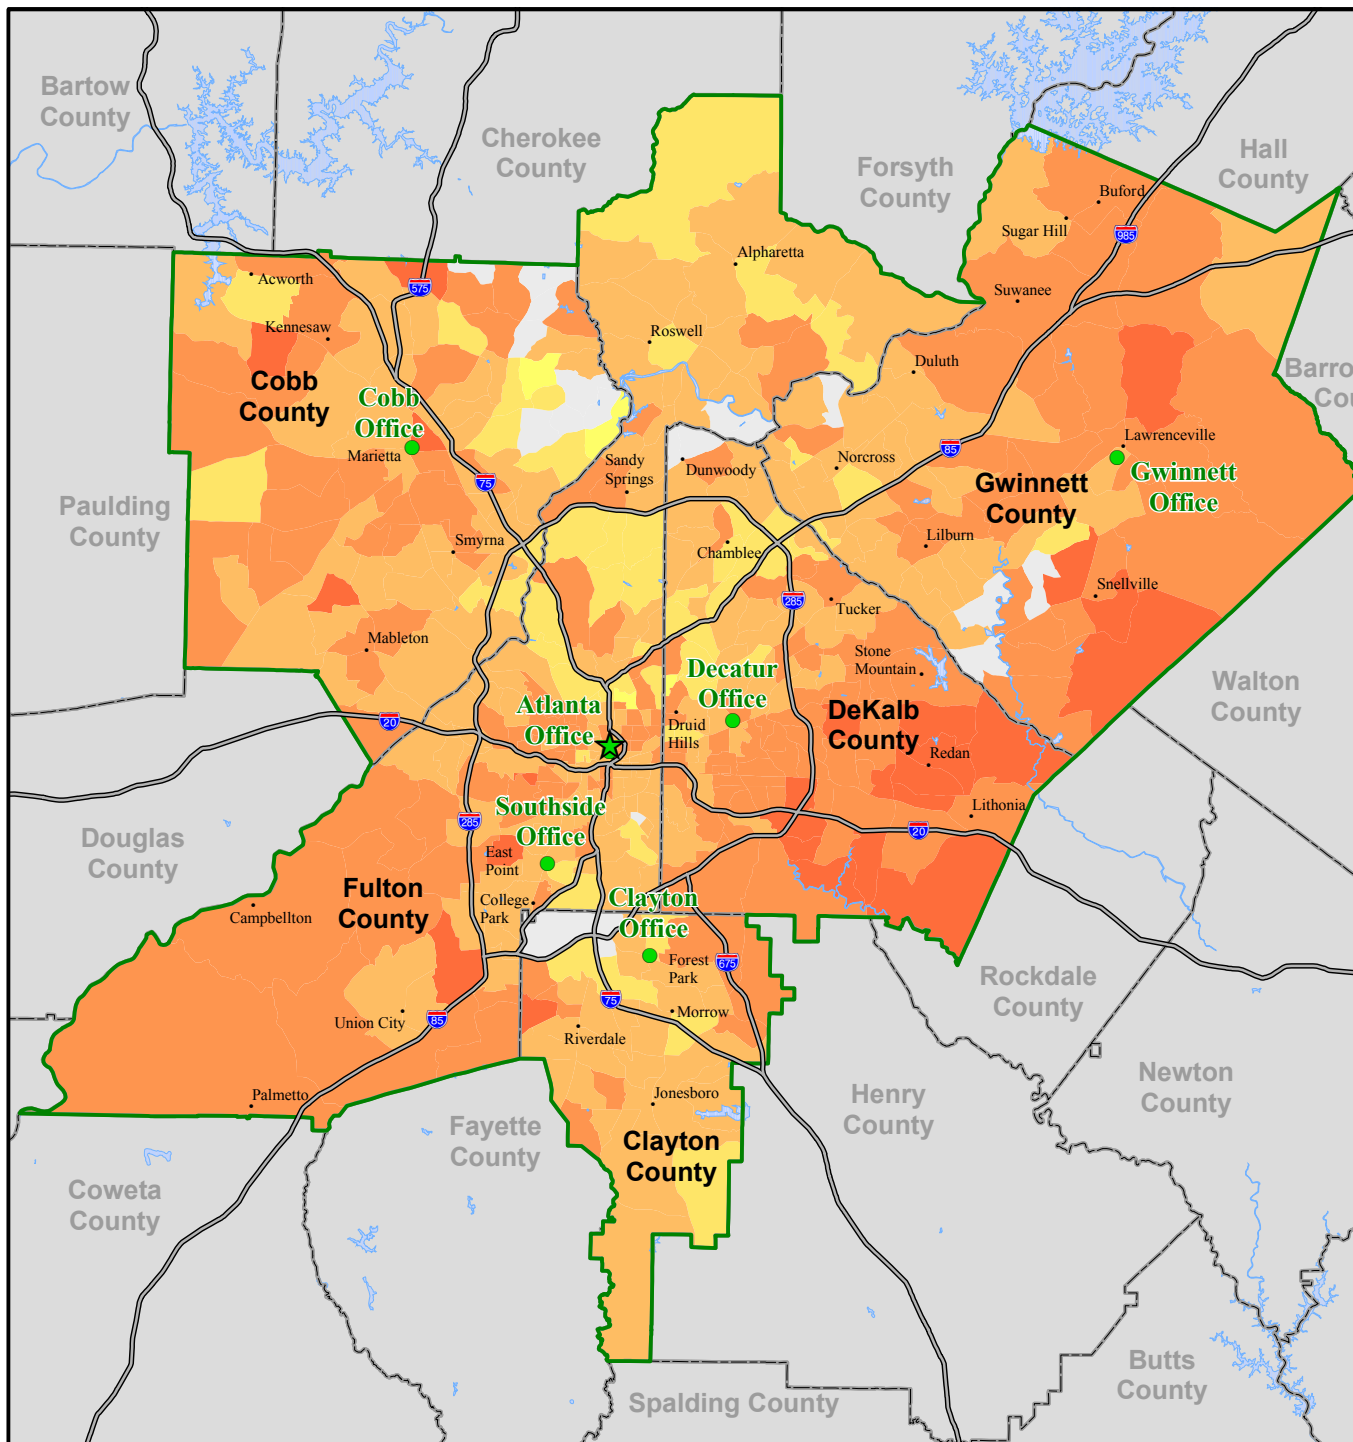 Bartow
County
Cherokee
County
Forsyth
County
Hall
County
Buford
Sugar Hill
985
Alpharetta
Acworth
575
Suwanee
Kennesaw
Roswell
Duluth
Cobb
County
Cobb
Office
Marietta
Barro
Cou
Lawrenceville
85
Norcross
Sandy
Springs
Dunwoody
Gwinnett
Office
Gwinnett
County
75
Paulding
County
Smyrna
Chamblee
Lilburn
Snellville
285
Tucker
Mableton
Stone
Mountain
Decatur
Office
Walton
County
Atlanta
Office
Druid
Hills
DeKalb
County
20
Redan
Southside
Office
Lithonia
285
20
Douglas
County
East
Point
Fulton
County
Campbellton
College
Park
Clayton
Office
Forest
Park
675
Rockdale
County
75
Union City
85
Morrow
Riverdale
Newton
County
Palmetto
Jonesboro
Henry
County
Fayette
County
Clayton
County
Coweta
County
Butts
County
Spalding County